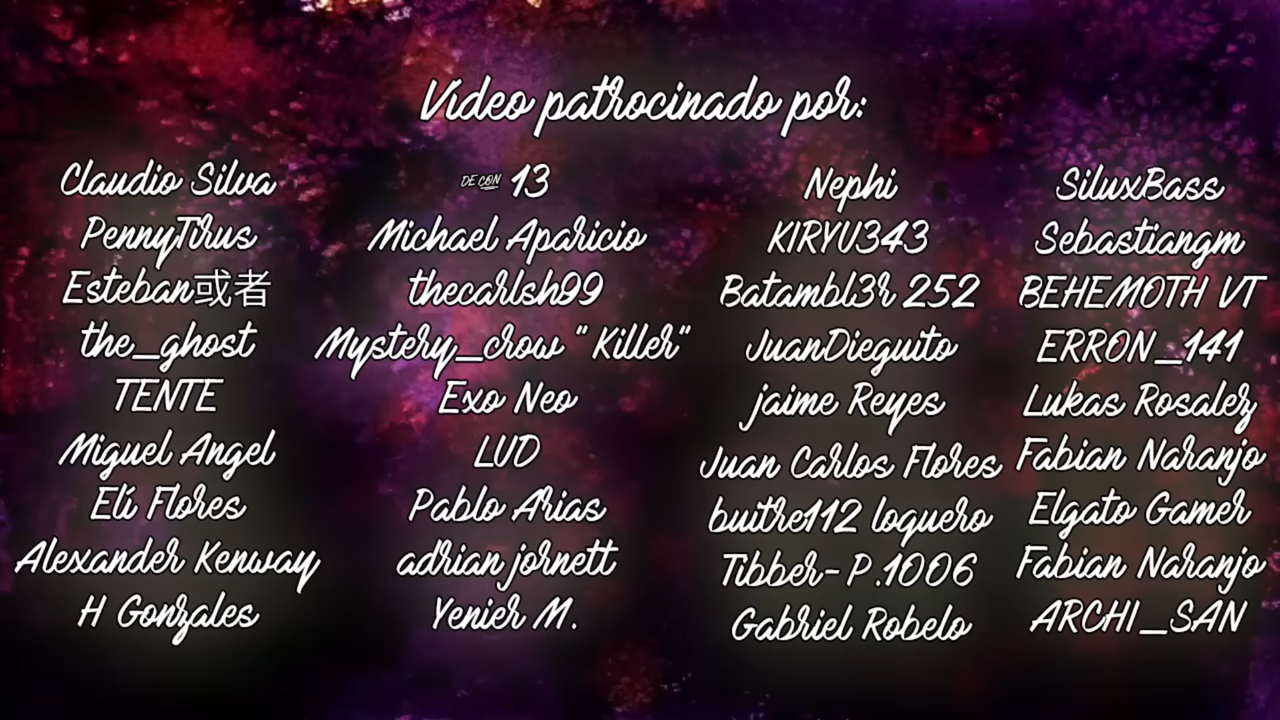 Vídeo patrocinado por:
Claudio Silva
PennyTirus
Esteban或者
the_ghost
TENTE
Miguel Angel
Elí Flores
Alexander Kenway
H Gonzales
DE CON 13
Michael Aparicio
thecarlsh99
Mystery_crow "Killer"
Exo Neo
LUD
Pablo Arias
adrian jornett
Yenier M.
Nephi
KIRYU343
Batambl3r 252
JuanDieguito
jaime Reyes
Juan Carlos Flores
buitre112 loquero
Tibber-P.1006
Gabriel Robelo
SiluxBass
Sebastiangm
BEHEMOTH VT
ERRON_141
Lukas Rosalez
Fabian Naranjo
Elgato Gamer
Fabian Naranjo
ARCHI_SAN